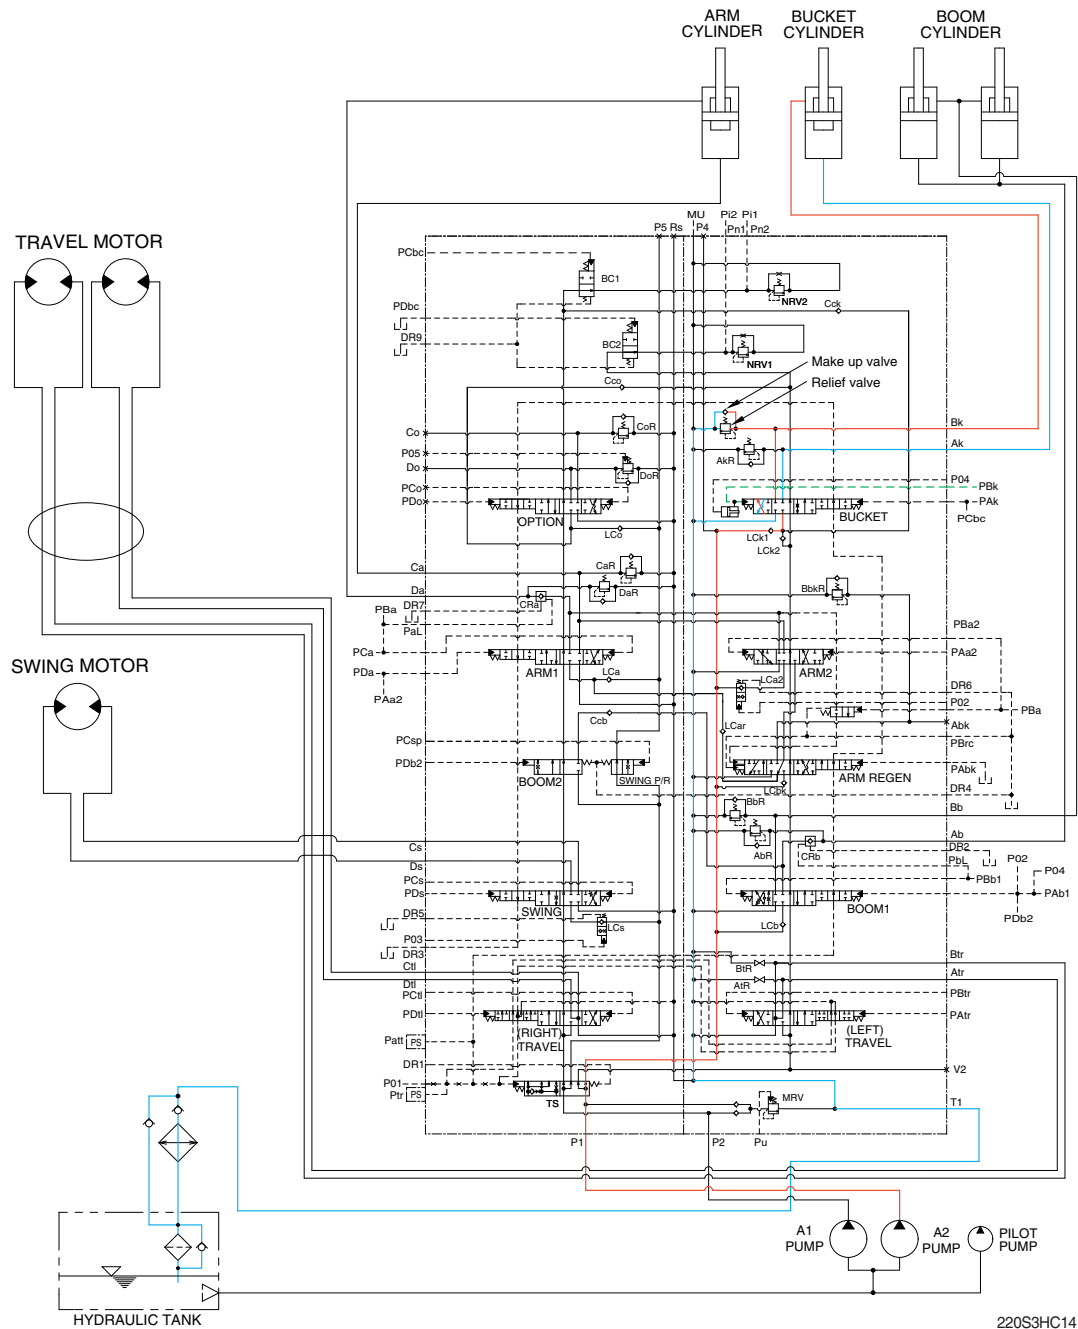 ARM
CYLINDER
BUCKET
CYLINDER
BOOM
CYLINDER
TRAVEL MOTOR
MU
Pi2 Pi1
P5 Rs P4 Pn1 Pn2
PCbc
BC1
NRV2
Cck
PDbc
DR9
BC2
NRV1
Make up valve
Relief valve
Cco
Co
CoR
Bk
Ak
AkR
P05
Do
DoR
P04
PBk
PCo
PDo
PAk
OPTION
BUCKET
PCbc
LCo
LCk1
LCk2
Ca
CaR
Da
DaR
BbkR
CRa
DR7
PBa
PaL
PBa2
PCa
PAa2
PDa
ARM1
ARM2
LCa
LCa2
PAa2
DR6
P02
PBa
SWING MOTOR
Ccb
LCar
Abk
PCsp
PBrc
PDb2
BOOM2
SWING P/R
ARM REGEN
PAbk
LCbk
DR4
BbR
Bb
AbR
CRb
Ab
Cs
DR2
Ds
PbL
P02
PCs
PBb1
P04
PDs
PAb1
SWING
BOOM1
PDb2
DR5
LCs
LCb
P03
DR3
Ctl
BtR
Btr
AtR
Atr
Dtl
PCtl
PBtr
PDtl
PAtr
(RIGHT)
TRAVEL
(LEFT)
TRAVEL
Patt
PS
DR1
V2
P01
Ptr
PS
TS
MRV
T1
P1
P2
Pu
A1
PUMP
A2
PUMP
PILOT
PUMP
HYDRAULIC TANK
220S3HC14